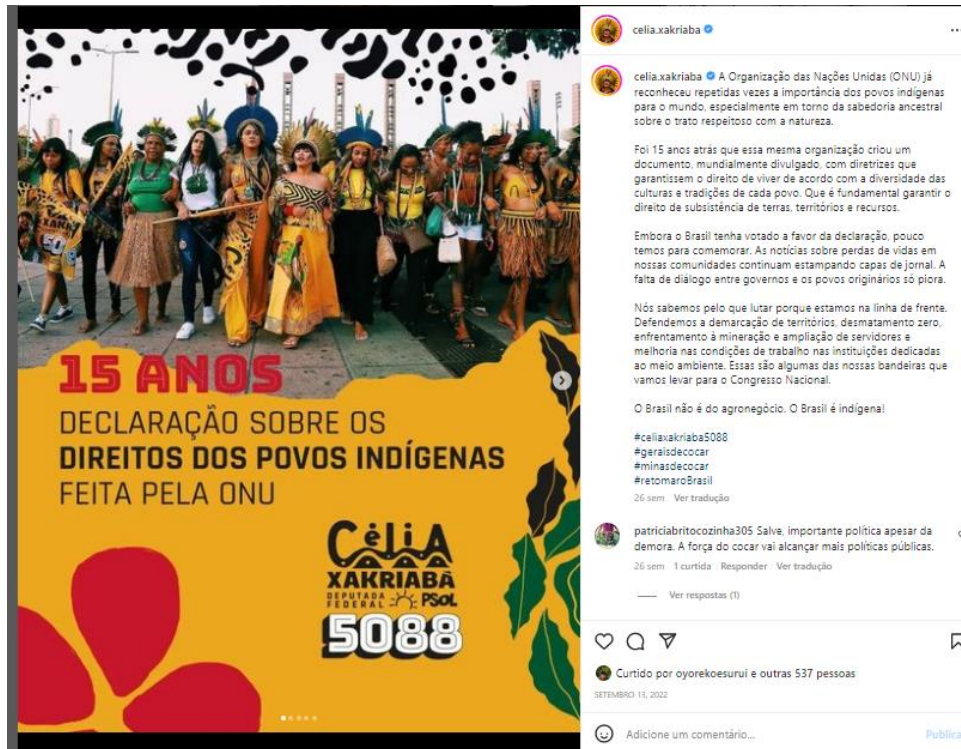 XAKRIABÁ
50
15 ANOS
DECLARAÇÃO SOBRE OS
DIREITOS DOS POVOS INDÍGENAS
FEITA PELA ONU
CéLiA
XAKRIABÁ
DEPUTADA
FEDERAL PSOL
5088
celia.xakriaba
celia.xakriaba A Organização das Nações Unidas (ONU) já
reconheceu repetidas vezes a importância dos povos indígenas
para o mundo, especialmente em torno da sabedoria ancestral
sobre o trato respeitoso com a natureza.
Foi 15 anos atrás que essa mesma organização criou um
documento, mundialmente divulgado, com diretrizes que
garantissem o direito de viver de acordo com a diversidade das
culturas e tradições de cada povo. Que é fundamental garantir o
direito de subsistência de terras, territórios e recursos.
Embora o Brasil tenha votado a favor da declaração, pouco
temos para comemorar. As notícias sobre perdas de vidas em
nossas comunidades continuam estampando capas de jornal. A
falta de diálogo entre governos e os povos originários só piora.
Nós sabemos pelo que lutar porque estamos na linha de frente.
Defendemos a demarcação de territórios, desmatamento zero,
enfrentamento à mineração e ampliação de servidores e
melhoria nas condições de trabalho nas instituições dedicadas
ao meio ambiente. Essas são algumas das nossas bandeiras que
vamos levar para o Congresso Nacional.
O Brasil não é do agronegócio. O Brasil é indígena!
#celiaxakriaba5088
#geraisdecocar
#minasdecocar
#retomaroBrasil
26 sem Ver tradução
patriciabritocozinha305 Salve, importante política apesar da
demora. A força do cocar vai alcançar mais políticas públicas.
26 sem 1 curtida Responder Ver tradução
Ver respostas (1)
Curtido por oyorekoesurui e outras 537 pessoas
SETEMBRO 13, 2022
Adicione um comentário... Publica